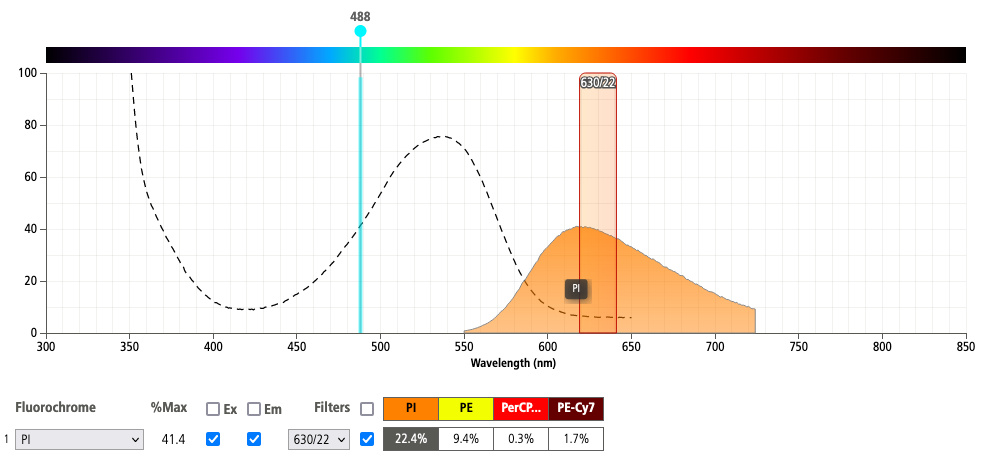 488
630/22
100
80
60
40
20
0
PI
300 350 400 450 500 550 600 650 700 750 800 850
Wavelength (nm)
Fluorochrome %Max Ex Em Filters PI PE PerCP... PE-Cy7
1 PI 41.4 630/22 22.4% 9.4% 0.3% 1.7%